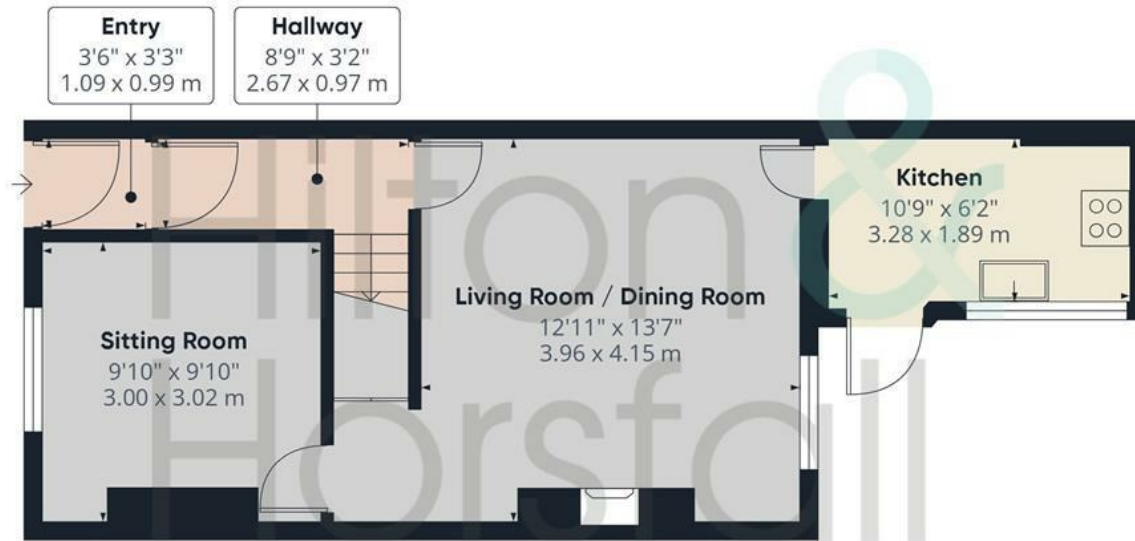 Entry
3'6" x 3'3"
1.09 x 0.99 m
Hallway
8'9" x 3'2"
2.67 x 0.97 m
Kitchen
10'9" x 6'2"
3.28 x 1.89 m
Living Room / Dining Room
12'11" x 13'7"
3.96 x 4.15 m
Sitting Room
9'10" x 9'10"
3.00 x 3.02 m
Hilton &
Horsfall